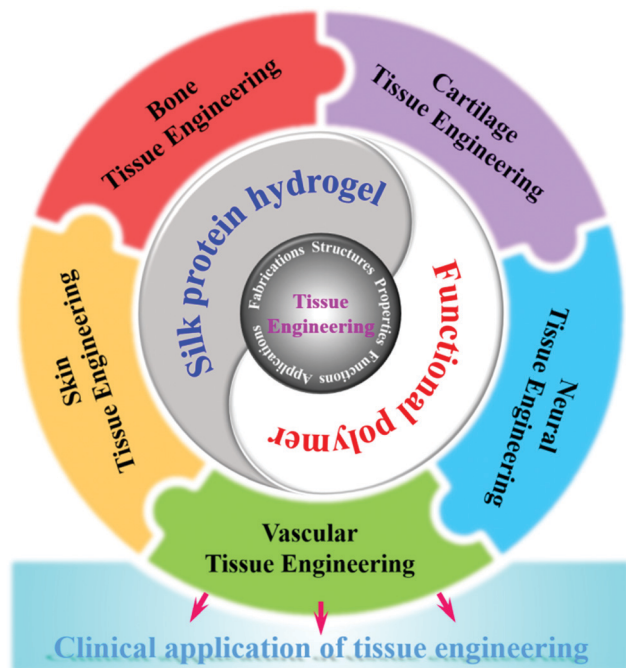 Bone
Tissue Engineering
Cartilage
Tissue Engineering
Silk protein hydrogel
Functional polymer
Fabrications Structures Properties Functions Applications
Tissue
Engineering
Skin
Tissue Engineering
Neural
Tissue Engineering
Vascular
Tissue Engineering
Clinical application of tissue engineering